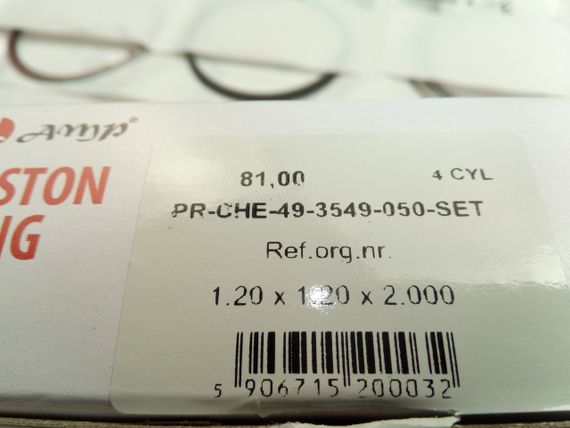 AMP
STON
NG
81,00 4 CYL
PR-CHE-49-3549-050-SET
Ref.org.nr.
1.20 x 1.20 x 2.000
5 906715 200032